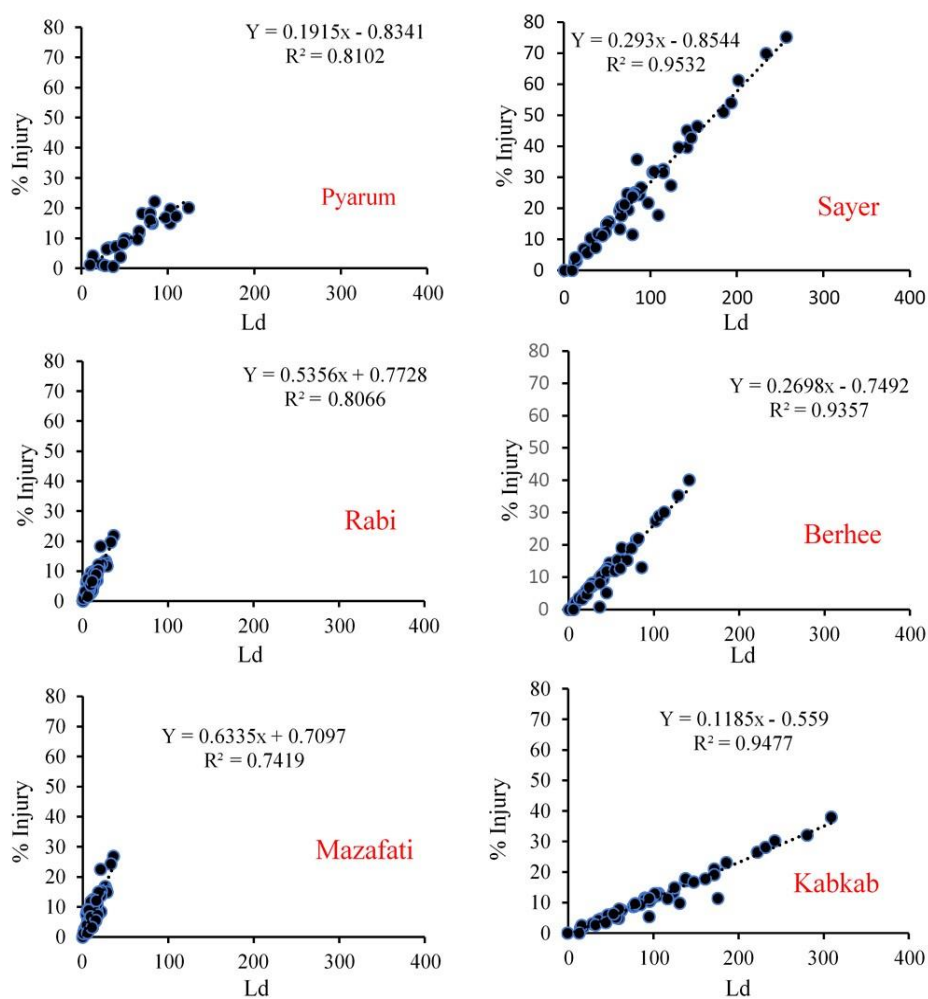 Y = 0.1915x - 0.8341
R² = 0.8102
80
70
60
50
40
30
20
10
0
% Injury
Pyarum
0 100 200 300 400
Ld
Y = 0.293x - 0.8544
R² = 0.9532
80
70
60
50
40
30
20
10
0
% Injury
Sayer
0 100 200 300 400
Ld
Y = 0.5356x + 0.7728
R² = 0.8066
80
70
60
50
40
30
20
10
0
% Injury
Rabi
0 100 200 300 400
Ld
Y = 0.2698x - 0.7492
R² = 0.9357
80
70
60
50
40
30
20
10
0
% Injury
Berhee
0 100 200 300 400
Ld
Y = 0.6335x + 0.7097
R² = 0.7419
80
70
60
50
40
30
20
10
0
% Injury
Mazafati
0 100 200 300 400
Ld
Y = 0.1185x - 0.559
R² = 0.9477
80
70
60
50
40
30
20
10
0
% Injury
Kabkab
0 100 200 300 400
Ld